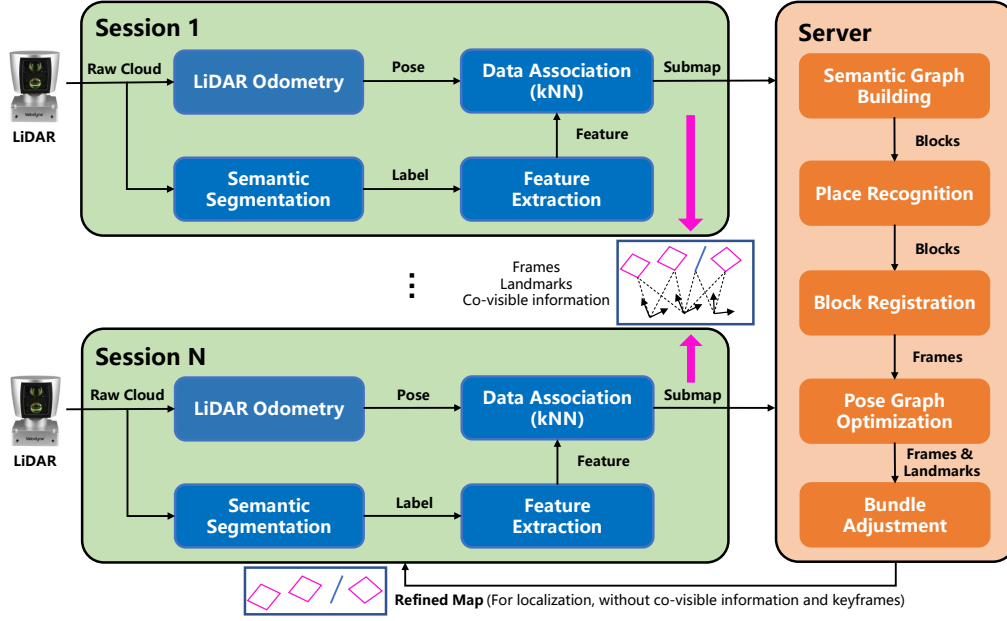 Session 1
Raw Cloud
LiDAR
LiDAR Odometry
Pose
Data Association
(kNN)
Submap
Feature
Semantic
Segmentation
Label
Feature
Extraction
Frames
Landmarks
Co-visible information
Session N
Raw Cloud
LiDAR
LiDAR Odometry
Pose
Data Association
(kNN)
Submap
Feature
Semantic
Segmentation
Label
Feature
Extraction
Server
Semantic Graph
Building
Blocks
Place Recognition
Blocks
Block Registration
Frames
Pose Graph
Optimization
Frames &
Landmarks
Bundle
Adjustment
Refined Map (For localization, without co-visible information and keyframes)